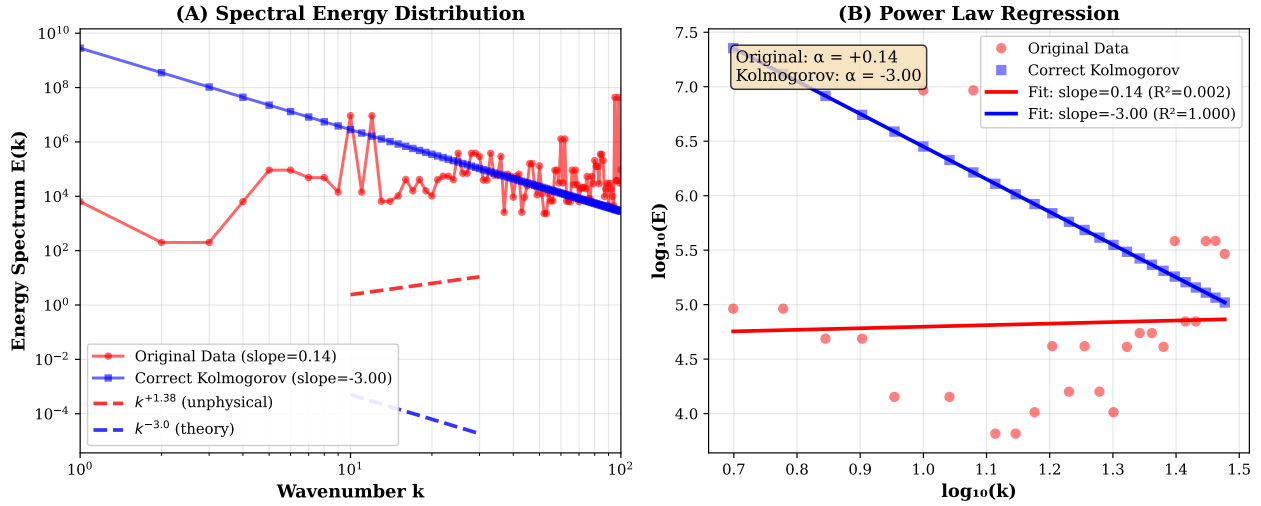 (A) Spectral Energy Distribution
Energy Spectrum E(k)
10¹⁰
10⁸
10⁶
10⁴
10²
10⁰
10⁻²
10⁻⁴
Original Data (slope=0.14)
Correct Kolmogorov (slope=-3.00)
k⁺¹·³⁸ (unphysical)
k⁻³·⁰ (theory)
10⁰
10¹
10²
Wavenumber k
(B) Power Law Regression
log₁₀(E)
7.5
7.0
6.5
6.0
5.5
5.0
4.5
4.0
Original: α = +0.14
Kolmogorov: α = -3.00
Original Data
Correct Kolmogorov
Fit: slope=0.14 (R²=0.002)
Fit: slope=-3.00 (R²=1.000)
0.7
0.8
0.9
1.0
1.1
1.2
1.3
1.4
1.5
log₁₀(k)